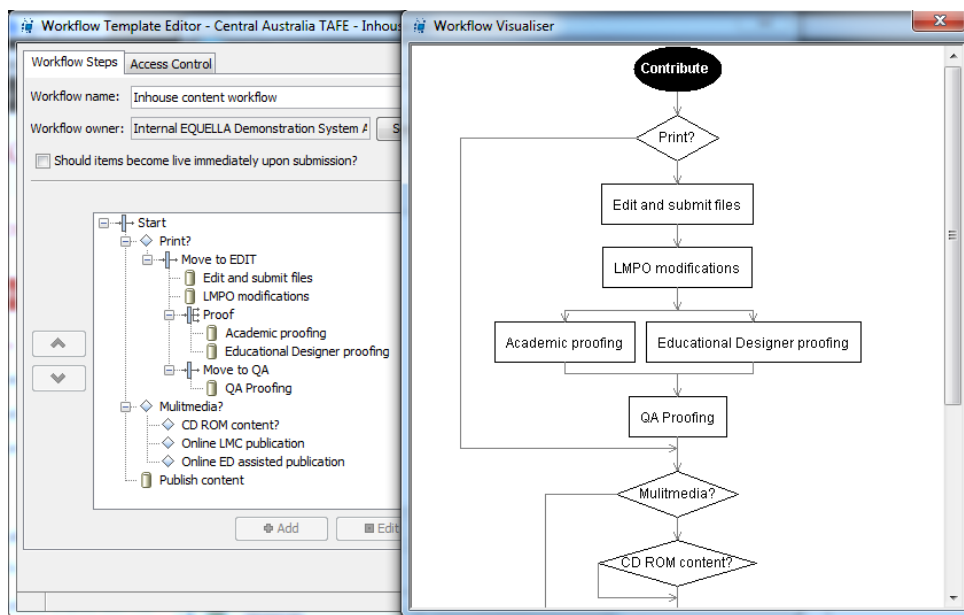 Workflow Template Editor - Central Australia TAFE - Inhous
Workflow Steps
Access Control
Workflow name:
Inhouse content workflow
Workflow owner:
Internal EQUELLA Demonstration System A
S
Should items become live immediately upon submission?
Start
Print?
Move to EDIT
Edit and submit files
LMPO modifications
Proof
Academic proofing
Educational Designer proofing
Move to QA
QA Proofing
Mulitmedia?
CD ROM content?
Online LMC publication
Online ED assisted publication
Publish content
Add
Edit
Workflow Visualiser
Contribute
Print?
Edit and submit files
LMPO modifications
Academic proofing
Educational Designer proofing
QA Proofing
Mulitmedia?
CD ROM content?